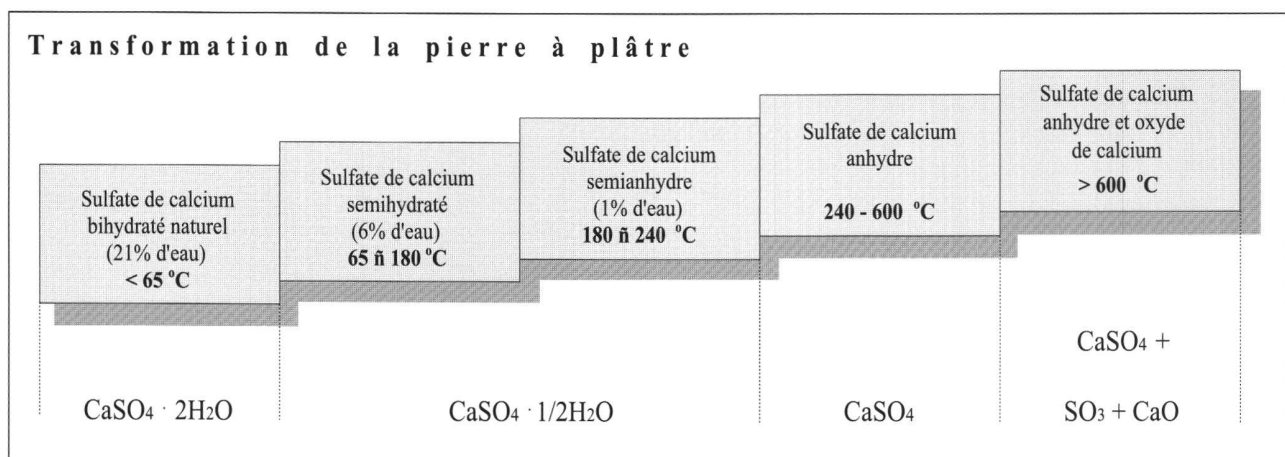 Transformation de la pierre à plâtre
Sulfate de calcium
bihydraté naturel
(21% d'eau)
< 65 °C
Sulfate de calcium
semihydraté
(6% d'eau)
65 ñ 180 °C
Sulfate de calcium
semianhydre
(1% d'eau)
180 ñ 240 °C
Sulfate de calcium
anhydre
240 - 600 °C
Sulfate de calcium
anhydre et oxyde
de calcium
> 600 °C
CaSO4 · 2H2O
CaSO4 · 1/2H2O
CaSO4
CaSO4 +
SO3 + CaO